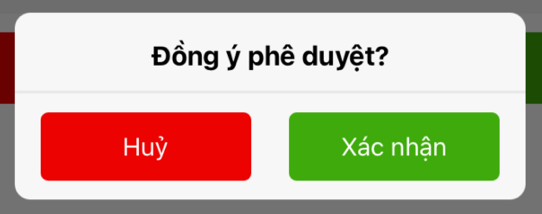 Đồng ý phê duyệt?
Huỷ
Xác nhận